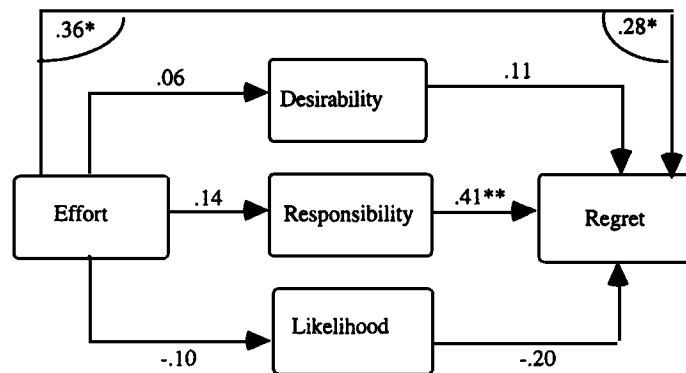 .36*
.28*
.06
Desirability
.11
Effort
.14
Responsibility
.41**
Regret
-.10
Likelihood
-.20